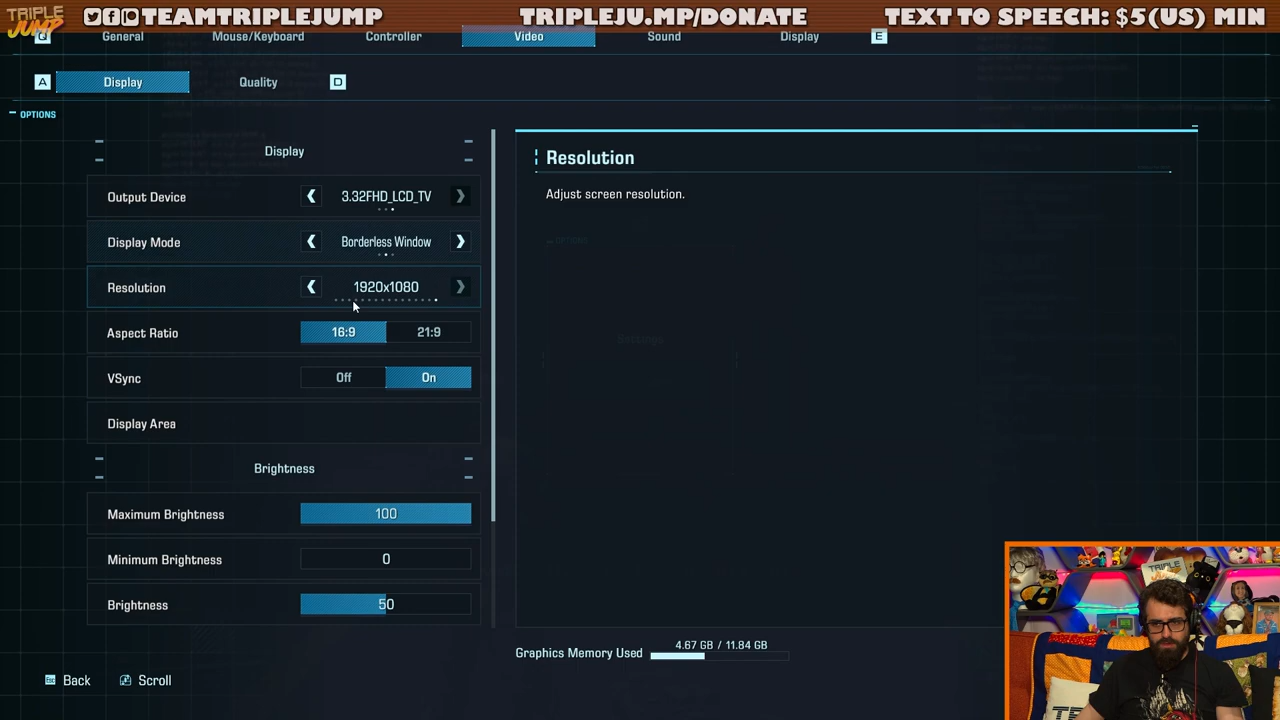 TRIPLE JUMP
TEAMTRIPLEJUMP
TRIPLEJU.MP/DONATE
TEXT TO SPEECH: $5(US) MIN
Q General Mouse/Keyboard Controller Video Sound Display E
A Display Quality D
OPTIONS
Display
Output Device 3.32FHD_LCD_TV
Display Mode Borderless Window
Resolution 1920x1080
Aspect Ratio 16:9 21:9
VSync Off On
Display Area
Brightness
Maximum Brightness 100
Minimum Brightness 0
Brightness 50
Resolution
Adjust screen resolution.
4.67 GB / 11.84 GB
Graphics Memory Used
Esc Back Scroll
TRIPLE